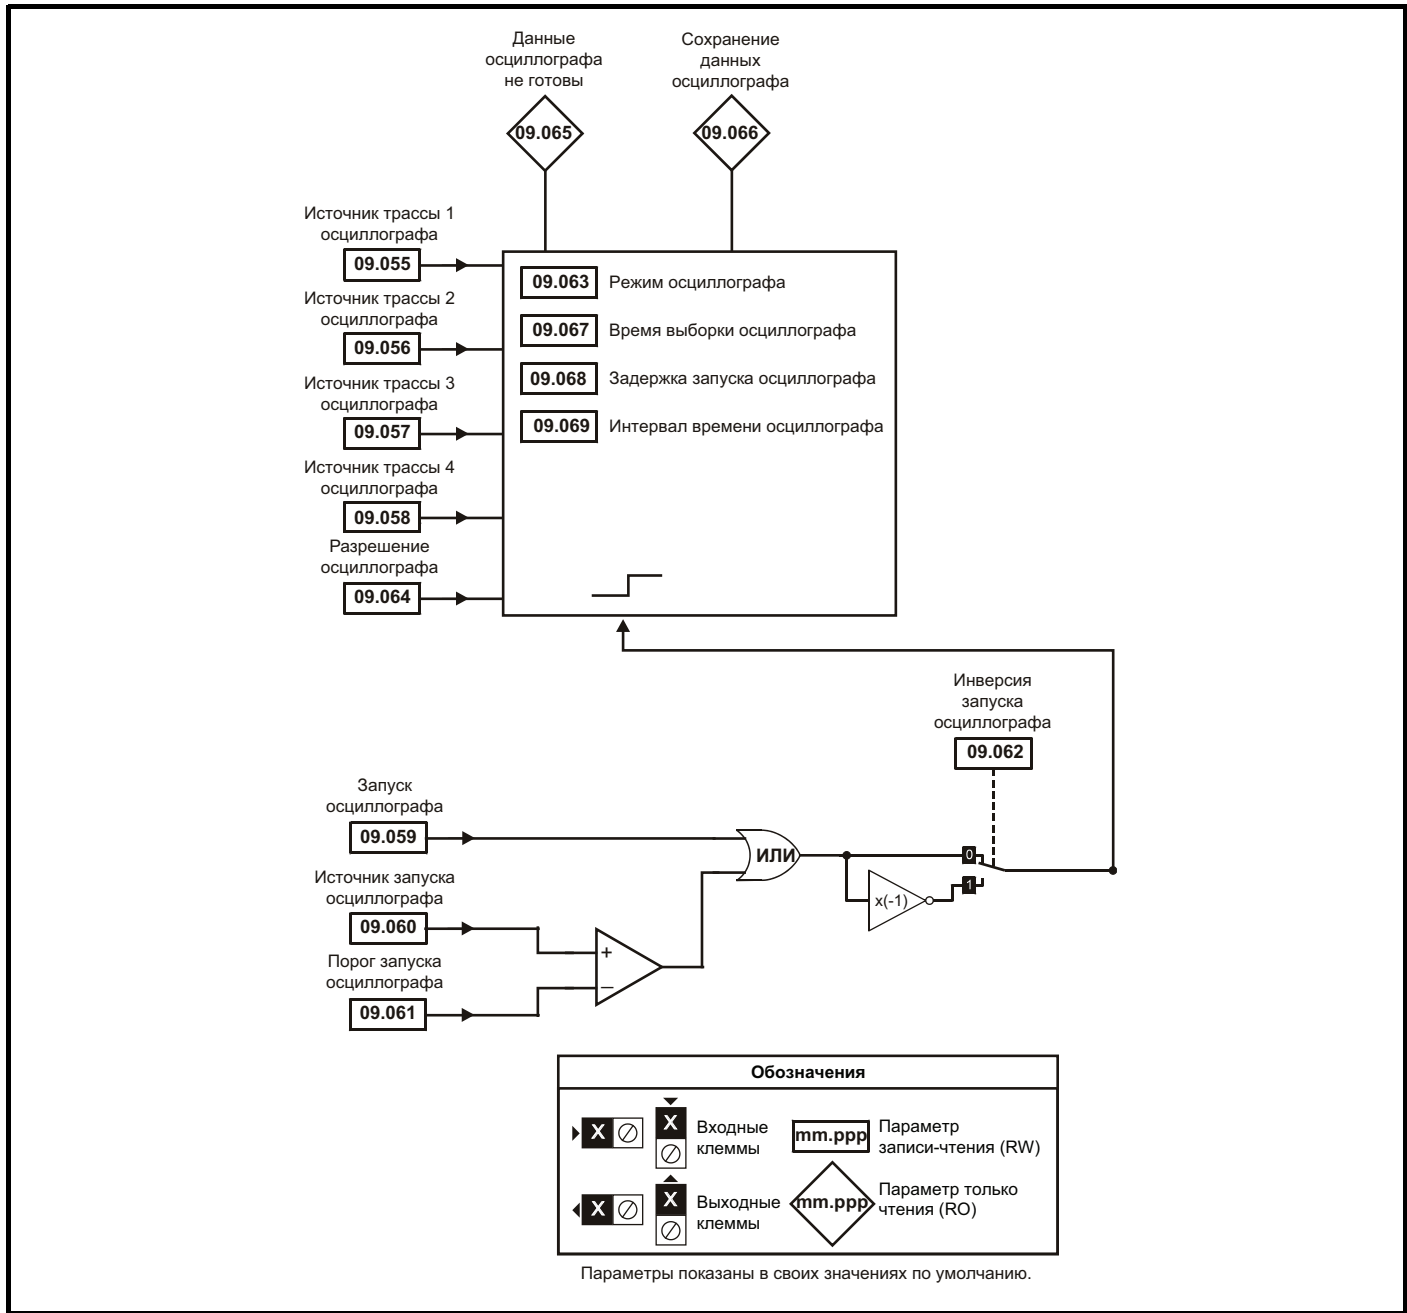 Данные
осциллографа
не готовы
09.065
Сохранение
данных
осциллографа
09.066
Источник трассы 1
осциллографа
09.055
Источник трассы 2
осциллографа
09.056
Источник трассы 3
осциллографа
09.057
Источник трассы 4
осциллографа
09.058
Разрешение
осциллографа
09.064
09.063 Режим осциллографа
09.067 Время выборки осциллографа
09.068 Задержка запуска осциллографа
09.069 Интервал времени осциллографа
Инверсия
запуска
осциллографа
09.062
Запуск
осциллографа
09.059
Источник запуска
осциллографа
09.060
Порог запуска
осциллографа
09.061
+
–
ИЛИ
x(-1)
0
1
Обозначения
X
X
Входные
клеммы
mm.ppp
Параметр
записи-чтения (RW)
X
X
Выходные
клеммы
mm.ppp
Параметр только
чтения (RO)
Параметры показаны в своих значениях по умолчанию.